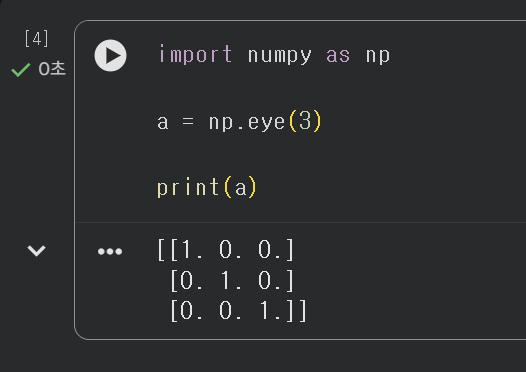 [4]
0초
import numpy as np
a = np.eye(3)
print(a)
[[1. 0. 0.]
[0. 1. 0.]
[0. 0. 1.]]